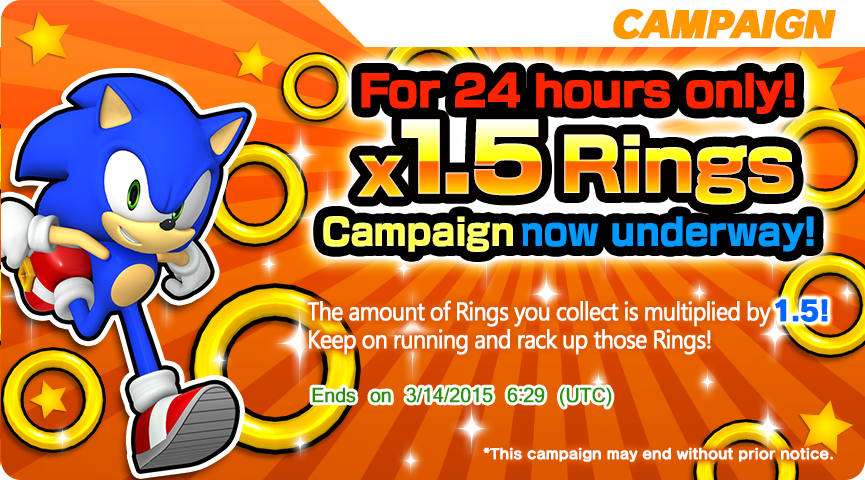 CAMPAIGN
For 24 hours only!
x1.5 Rings
Campaign now underway!
The amount of Rings you collect is multiplied by 1.5!
Keep on running and rack up those Rings!
Ends on 3/14/2015 6:29 (UTC)
*This campaign may end without prior notice.